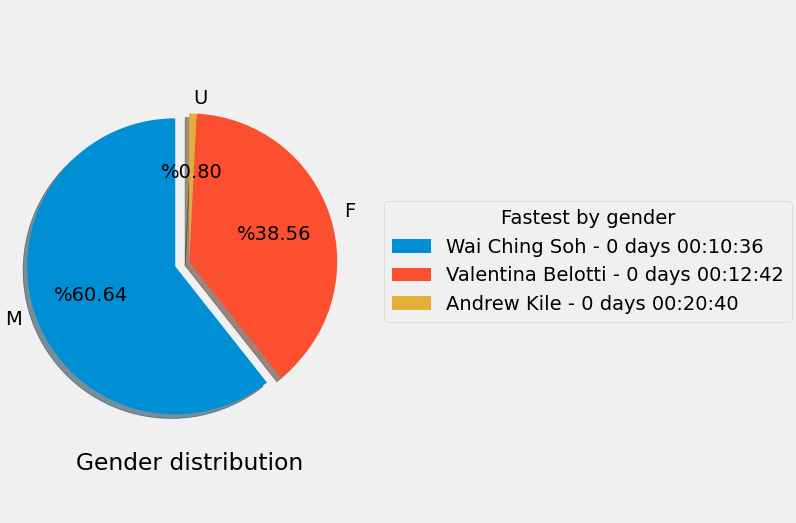 U
%0.80
F
%38.56
%60.64
M
Fastest by gender
Wai Ching Soh - 0 days 00:10:36
Valentina Belotti - 0 days 00:12:42
Andrew Kile - 0 days 00:20:40
Gender distribution